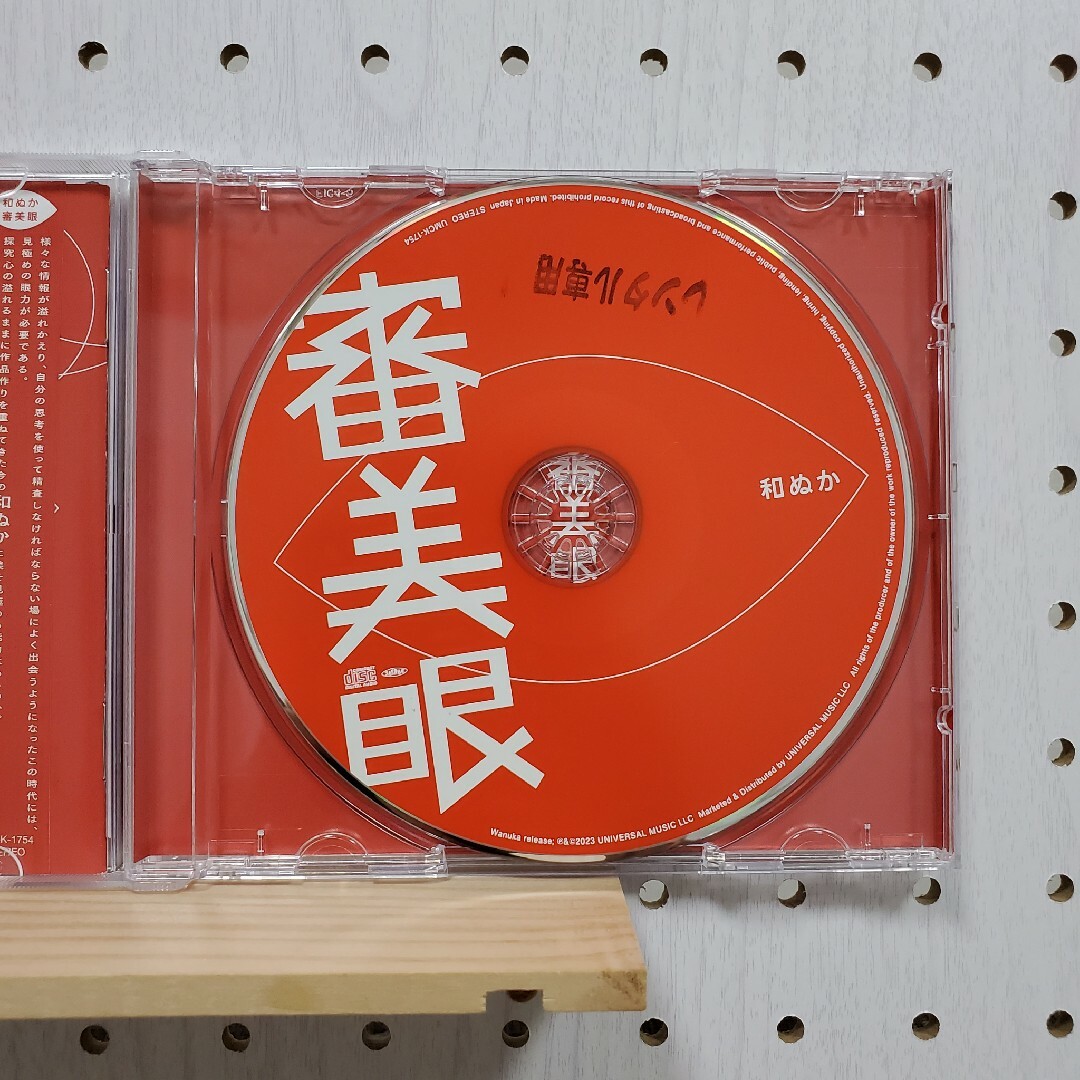 和ぬか
審美眼
様々な情報が溢れかえり、自分の思考を使って精査しなければならない場によく出会うようになったこの時代には、
見極めの眼力が必要である。
探究心の溢れるままに作品作りを重ねてきた今の和ぬか
K-1754
審美眼
レンタル専用
和ぬか
審美眼
disc
STEREO UMCK-1754
All rights of the producer and of the owner of the work reproduced reserved. Unauthorized copying, hiring, lending, public performance and broadcasting of this record prohibited. Made in Japan
Wanuka release; ℗&©2023 UNIVERSAL MUSIC LLC Marketed & Distributed by UNIVERSAL MUSIC LLC